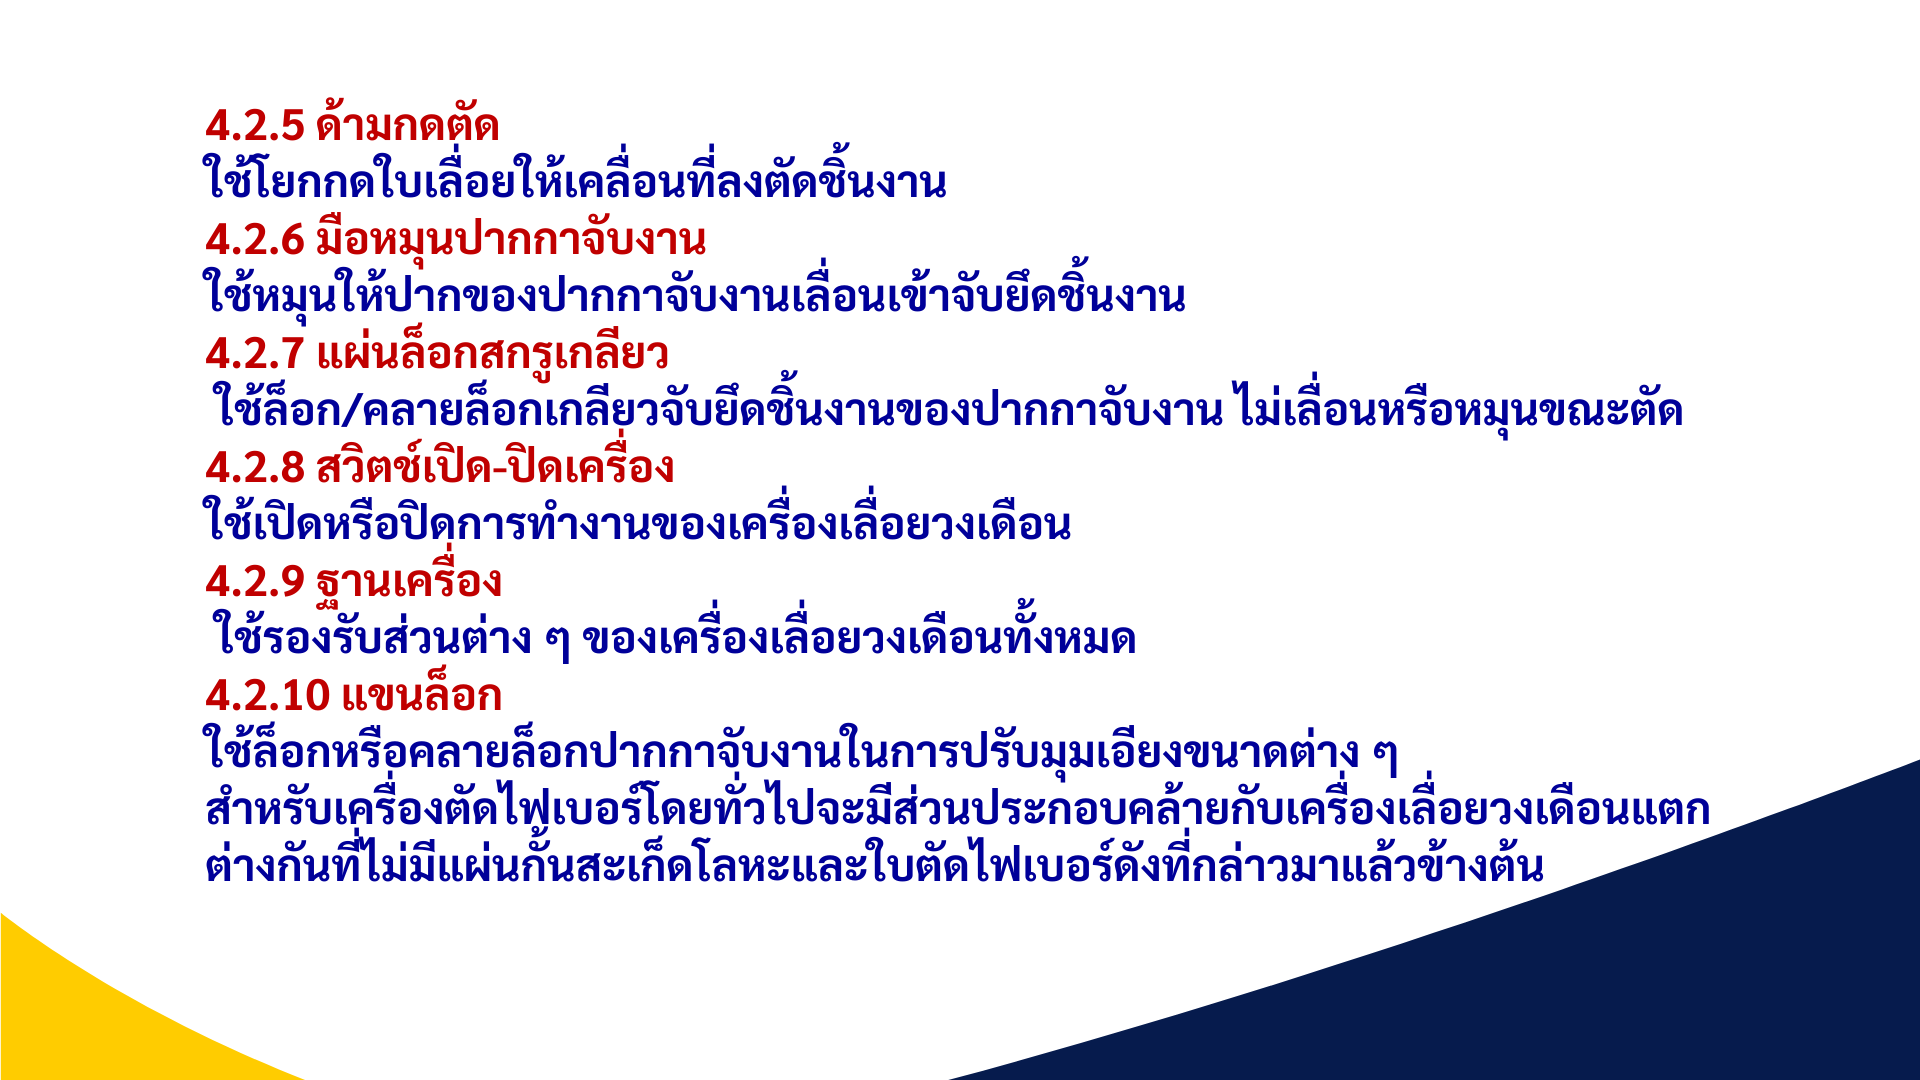 4.2.5 ด้ามกดตัด
ใช้โยกกดใบเลื่อยให้เคลื่อนที่ลงตัดชิ้นงาน
4.2.6 มือหมุนปากกาจับงาน
ใช้หมุนให้ปากของปากกาจับงานเลื่อนเข้าจับยึดชิ้นงาน
4.2.7 แผ่นล็อกสกรูเกลียว
ใช้ล็อก/คลายล็อกเกลียวจับยึดชิ้นงานของปากกาจับงาน ไม่เลื่อนหรือหมุนขณะตัด
4.2.8 สวิตช์เปิด-ปิดเครื่อง
ใช้เปิดหรือปิดการทำงานของเครื่องเลื่อยวงเดือน
4.2.9 ฐานเครื่อง
ใช้รองรับส่วนต่าง ๆ ของเครื่องเลื่อยวงเดือนทั้งหมด
4.2.10 แขนล็อก
ใช้ล็อกหรือคลายล็อกปากกาจับงานในการปรับมุมเอียงขนาดต่าง ๆ
สำหรับเครื่องตัดไฟเบอร์โดยทั่วไปจะมีส่วนประกอบคล้ายกับเครื่องเลื่อยวงเดือนแตก
ต่างกันที่ไม่มีแผ่นกั้นสะเก็ดโลหะและใบตัดไฟเบอร์ดังที่กล่าวมาแล้วข้างต้น